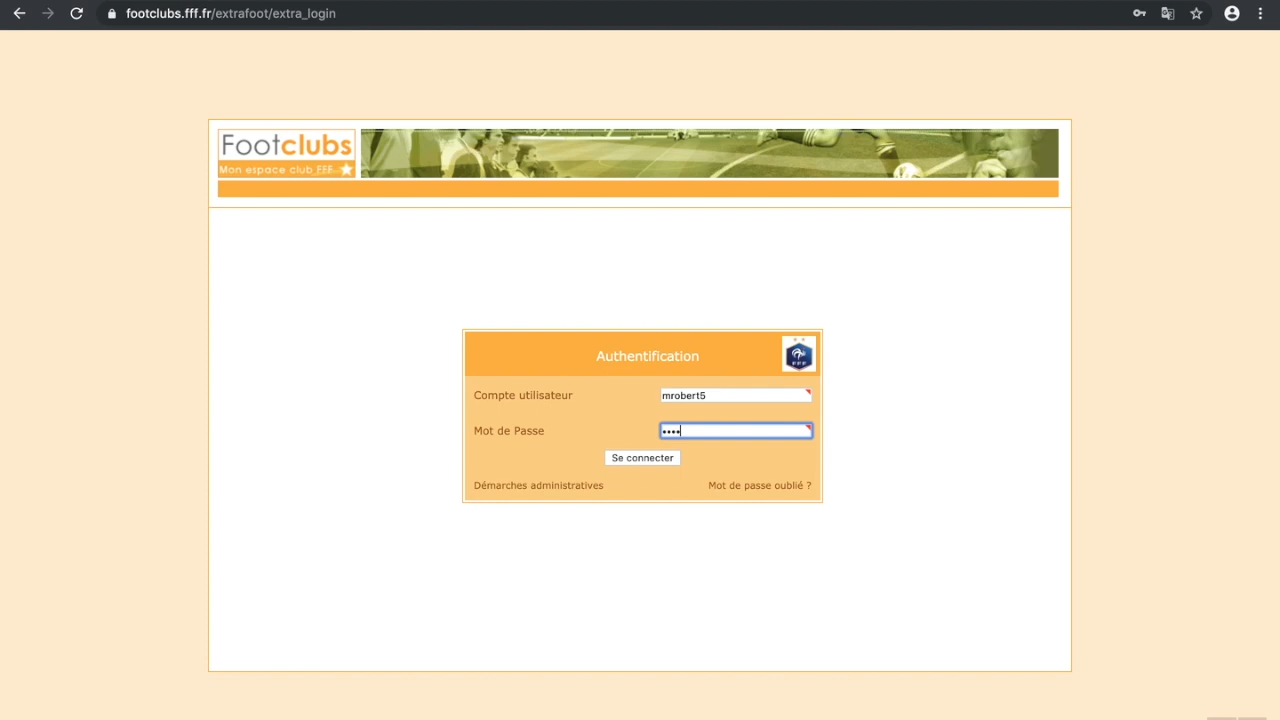 footclubs.fff.fr/extrafoot/extra_login
Footclubs
Mon espace club FFF
Authentification
FFF
Compte utilisateur
mrobert5
Mot de Passe
••••
Se connecter
Démarches administratives
Mot de passe oublié ?